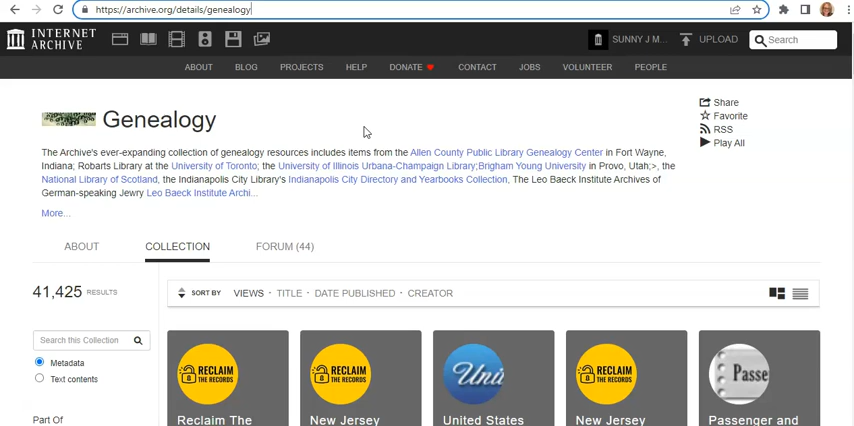 https://archive.org/details/genealogy
INTERNET ARCHIVE
SUNNY J M...
UPLOAD
Search
ABOUT BLOG PROJECTS HELP DONATE CONTACT JOBS VOLUNTEER PEOPLE
Genealogy
Share
Favorite
RSS
Play All
The Archive's ever-expanding collection of genealogy resources includes items from the Allen County Public Library Genealogy Center in Fort Wayne,
Indiana; Robarts Library at the University of Toronto; the University of Illinois Urbana-Champaign Library;Brigham Young University in Provo, Utah;>, the
National Library of Scotland, the Indianapolis City Library's Indianapolis City Directory and Yearbooks Collection, The Leo Baeck Institute Archives of
German-speaking Jewry Leo Baeck Institute Archi...
More...
ABOUT COLLECTION FORUM (44)
41,425 RESULTS
SORT BY VIEWS · TITLE · DATE PUBLISHED · CREATOR
Search this Collection
Metadata
Text contents
Part Of
RECLAIM THE RECORDS
RECLAIM THE RECORDS
Uni
RECLAIM THE RECORDS
Passe
Reclaim The
New Jersey
United States
New Jersey
Passenger and